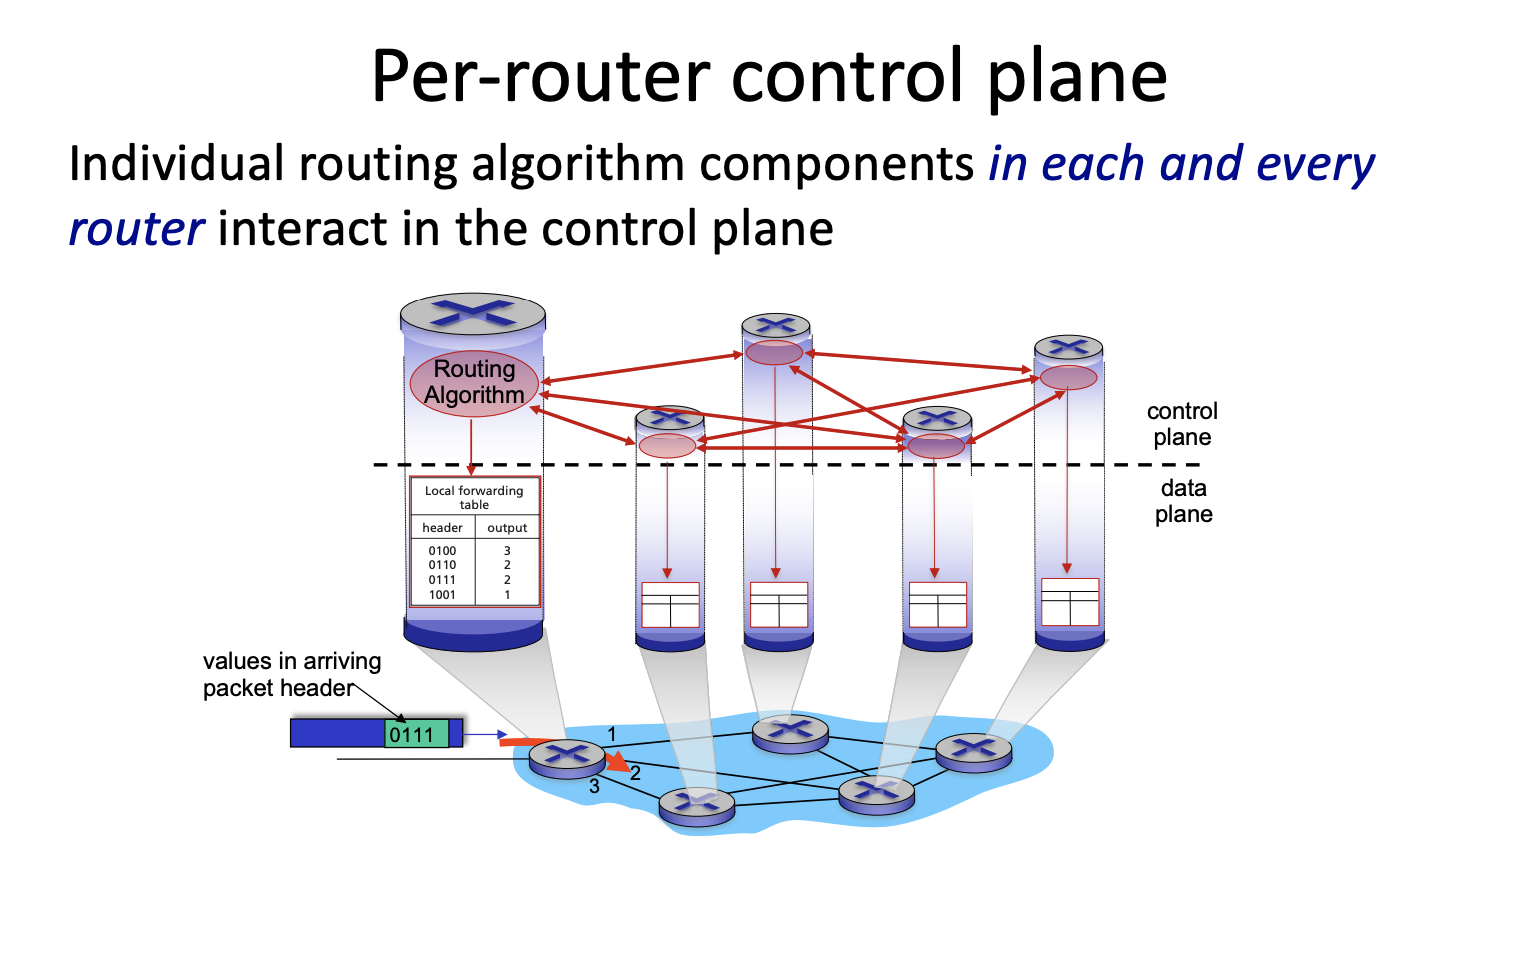 Per-router control plane
Individual routing algorithm components in each and every
router interact in the control plane
Routing
Algorithm
control
plane
data
plane
Local forwarding
table
header output
0100 3
0110 2
0111 2
1001 1
values in arriving
packet header
0111
1
2
3